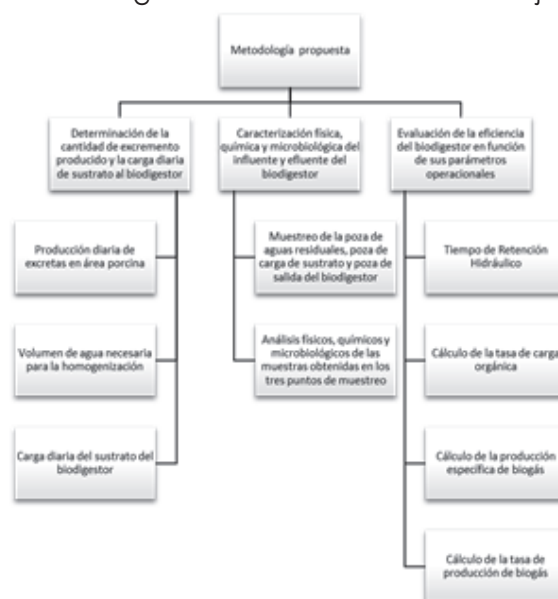 Metodología propuesta
Determinación de la
cantidad de excremento
producido y la carga diaria
de sustrato al biodigestor
Caracterización física,
química y microbiológica del
influente y efluente del
biodigestor
Evaluación de la eficiencia
del biodigestor en función de
sus parámetros
operacionales
Producción diaria de
excretas en área porcina
Volumen de agua necesaria
para la homogenización
Carga diaria del sustrato del
biodigestor
Muestreo de la poza de
aguas residuales, poza de
carga de sustrato y poza de
salida del biodigestor
Análisis físicos, químicos y
microbiológicos de las
muestras obtenidas en los
tres puntos de muestreo
Tiempo de Retención
Hidráulico
Cálculo de la tasa de carga
orgánica
Cálculo de la producción
específica de biogás
Cálculo de la tasa de
producción de biogás